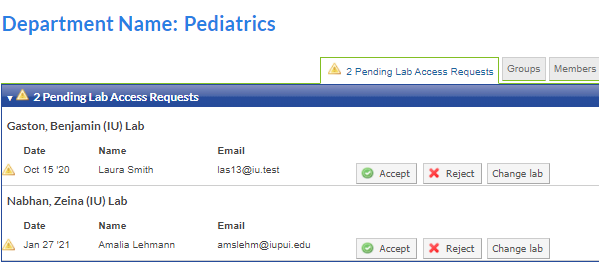 Department Name: Pediatrics
2 Pending Lab Access Requests Groups Members
2 Pending Lab Access Requests
Gaston, Benjamin (IU) Lab
Date Name Email
Oct 15 '20 Laura Smith las13@iu.test Accept Reject Change lab
Nabhan, Zeina (IU) Lab
Date Name Email
Jan 27 '21 Amalia Lehmann amslehm@iupui.edu Accept Reject Change lab